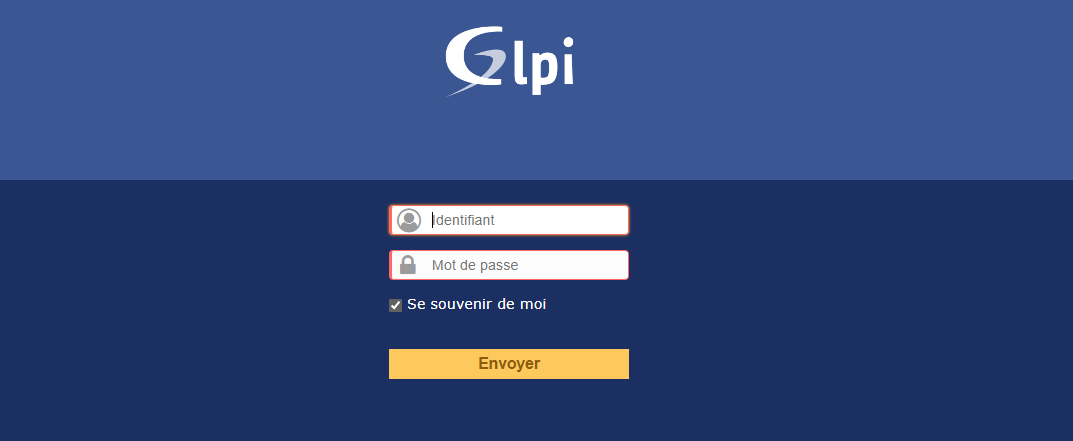 Glpi
Identifiant
Mot de passe
Se souvenir de moi
Envoyer